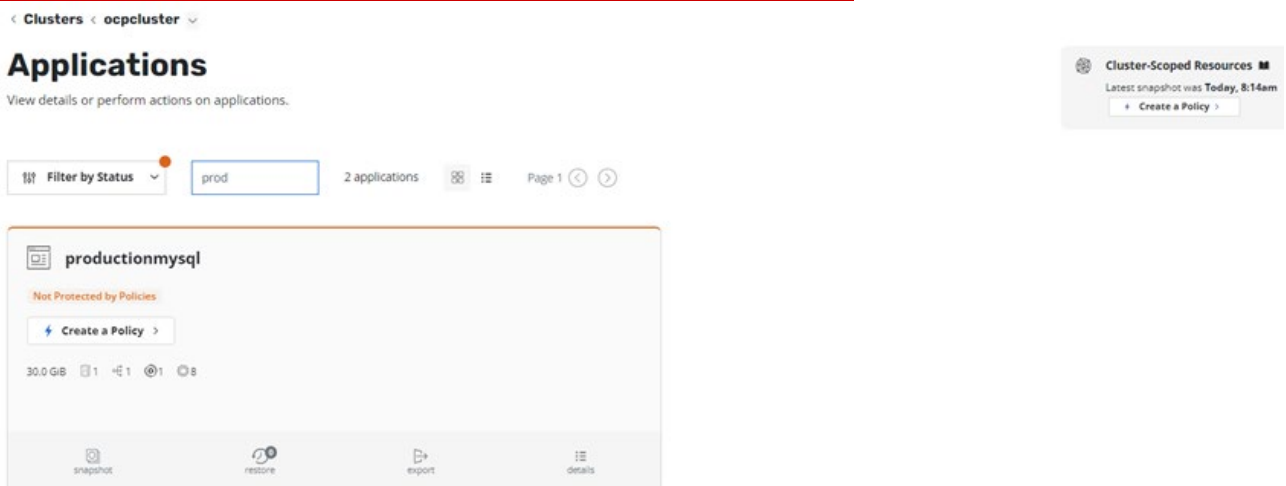 Clusters ocpcluster
Applications
View details or perform actions on applications.
Cluster-Scoped Resources
Latest snapshot was Today, 8:14am
Create a Policy
Filter by Status
prod
2 applications
Page 1
productionmysql
Not Protected by Policies
Create a Policy
30.0 GiB 1 1 1 8
snapshot
0
restore
export
details